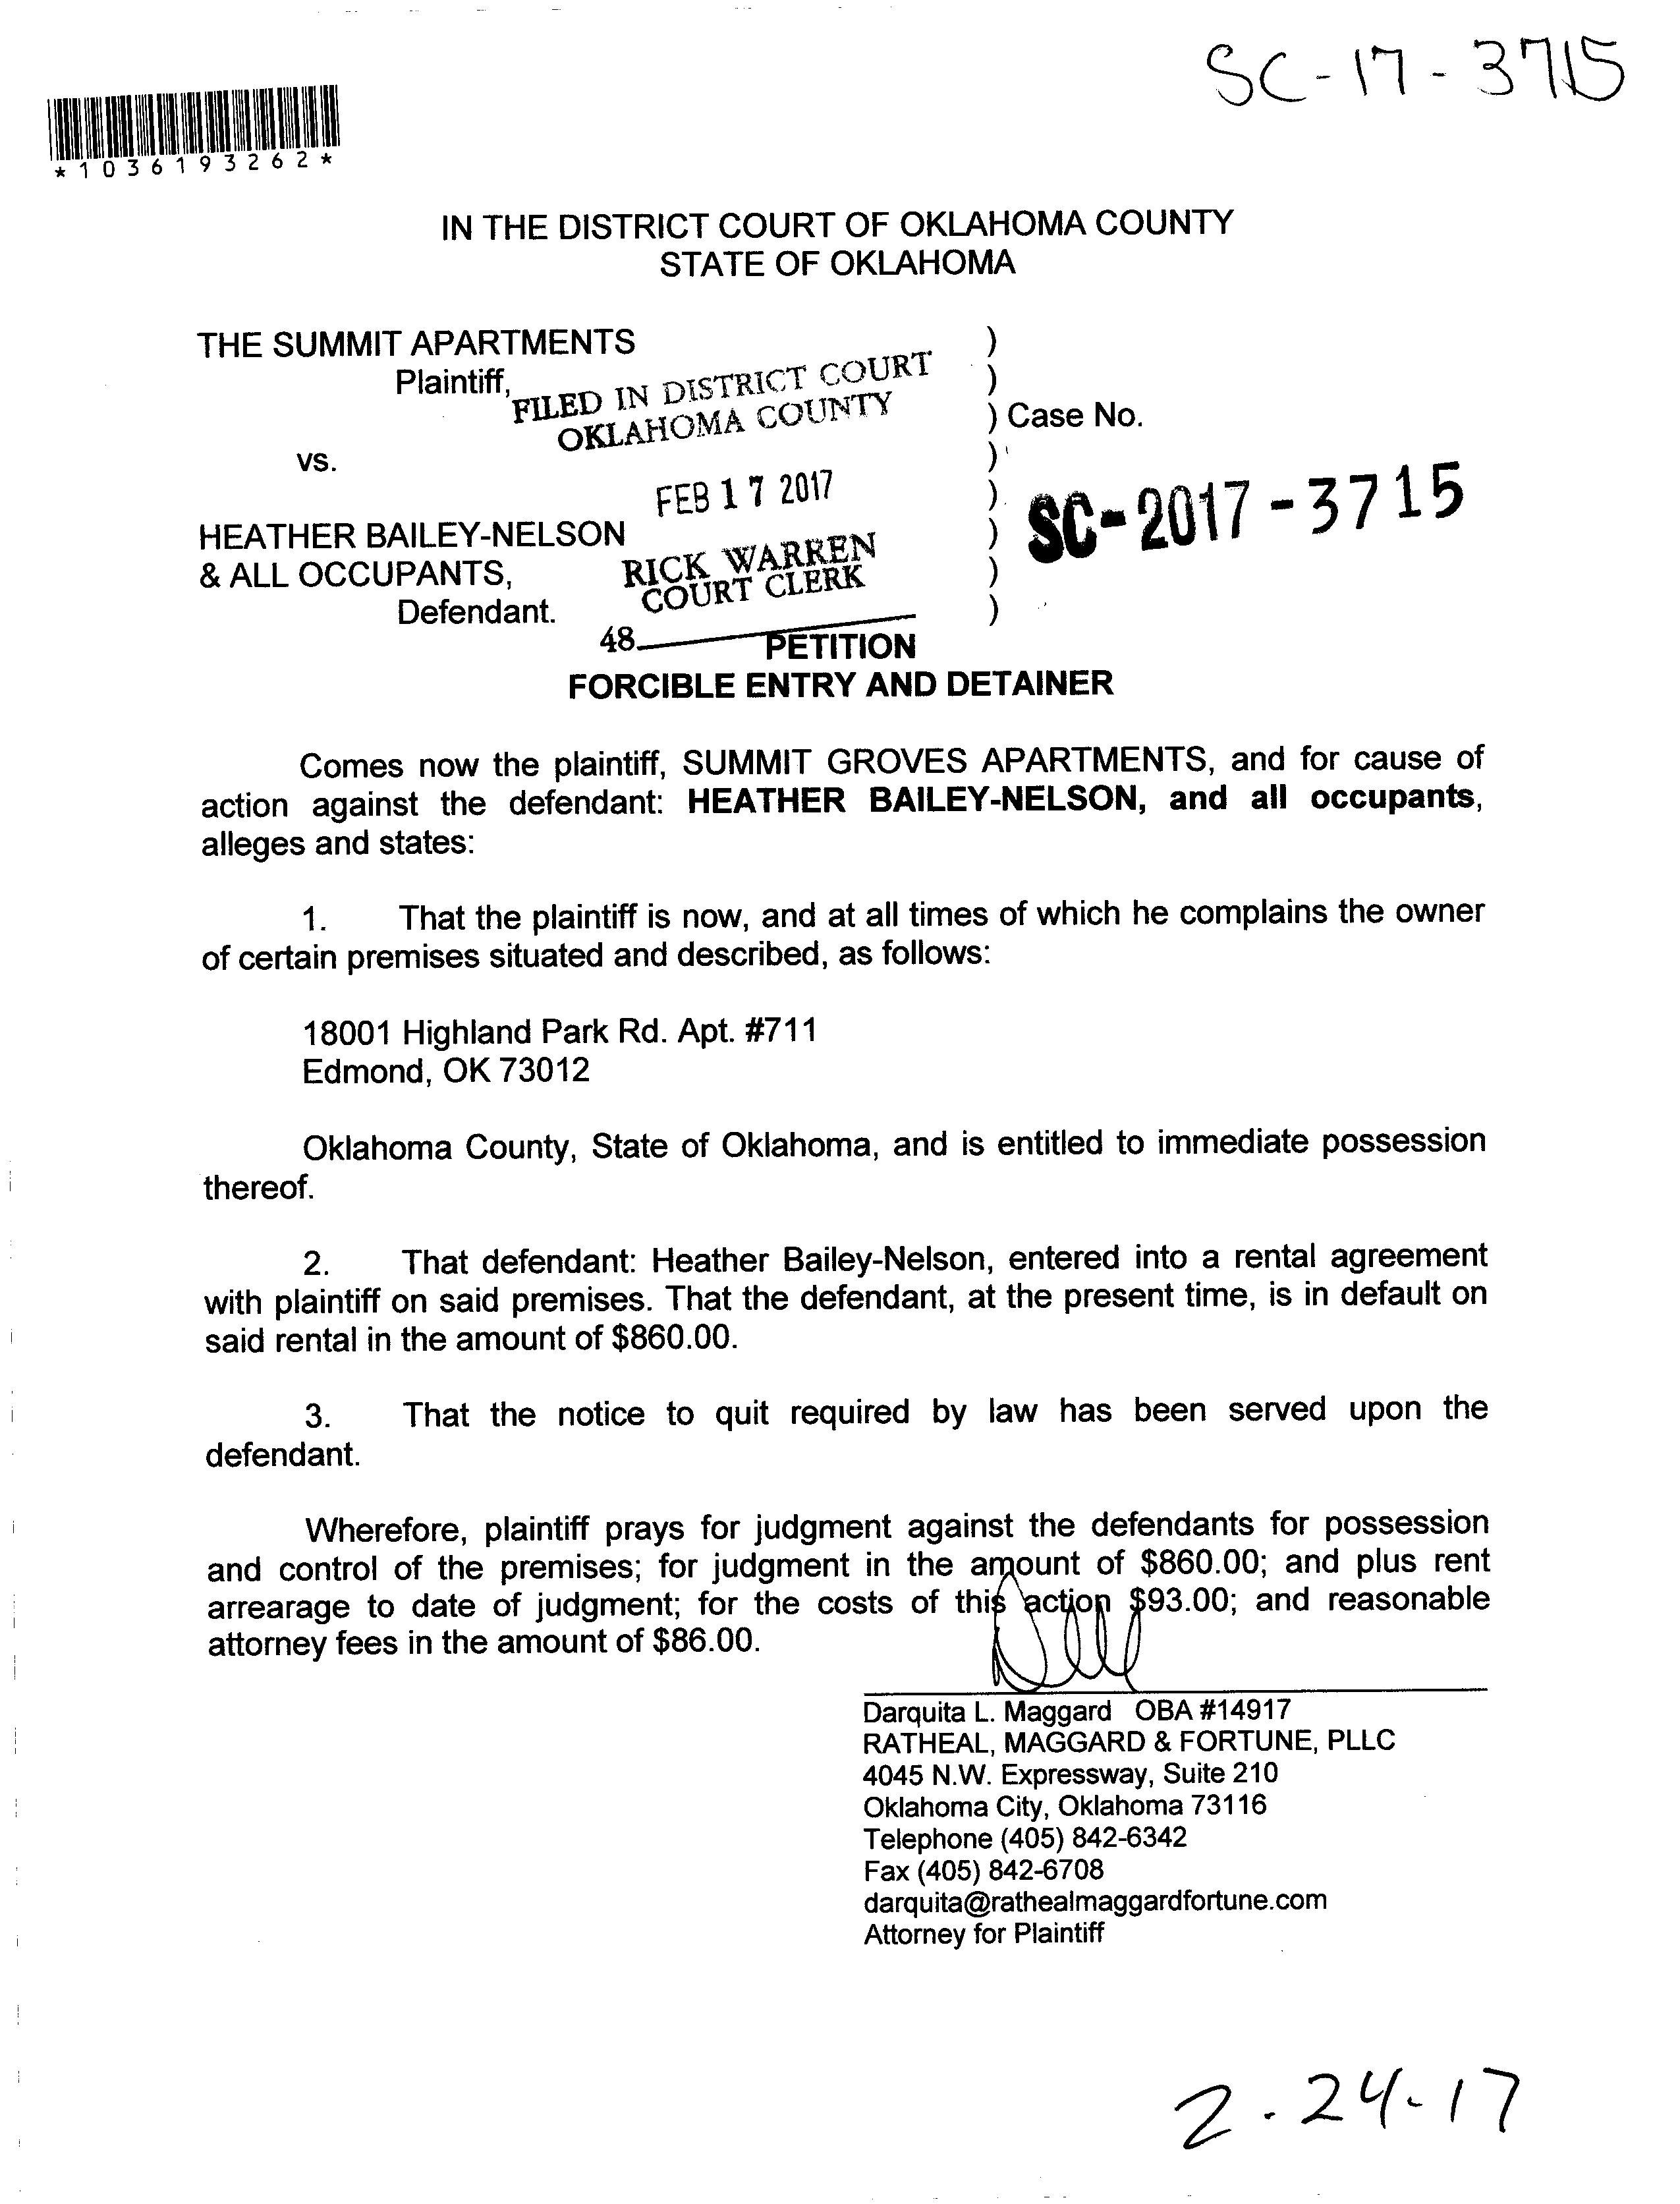 SC-17-3715
*1036193262*
IN THE DISTRICT COURT OF OKLAHOMA COUNTY
STATE OF OKLAHOMA
THE SUMMIT APARTMENTS )
Plaintiff, )
FILED IN DISTRICT COURT
OKLAHOMA COUNTY
) Case No.
vs. )
FEB 17 2017 )
SC-2017-3715
HEATHER BAILEY-NELSON )
& ALL OCCUPANTS, )
RICK WARREN
COURT CLERK
Defendant. )
48
PETITION
FORCIBLE ENTRY AND DETAINER
Comes now the plaintiff, SUMMIT GROVES APARTMENTS, and for cause of
action against the defendant: HEATHER BAILEY-NELSON, and all occupants,
alleges and states:
1. That the plaintiff is now, and at all times of which he complains the owner
of certain premises situated and described, as follows:
18001 Highland Park Rd. Apt. #711
Edmond, OK 73012
Oklahoma County, State of Oklahoma, and is entitled to immediate possession
thereof.
2. That defendant: Heather Bailey-Nelson, entered into a rental agreement
with plaintiff on said premises. That the defendant, at the present time, is in default on
said rental in the amount of $860.00.
3. That the notice to quit required by law has been served upon the
defendant.
Wherefore, plaintiff prays for judgment against the defendants for possession
and control of the premises; for judgment in the amount of $860.00; and plus rent
arrearage to date of judgment; for the costs of this action $93.00; and reasonable
attorney fees in the amount of $86.00.
Darquita L. Maggard OBA #14917
RATHEAL, MAGGARD & FORTUNE, PLLC
4045 N.W. Expressway, Suite 210
Oklahoma City, Oklahoma 73116
Telephone (405) 842-6342
Fax (405) 842-6708
darquita@rathealmaggardfortune.com
Attorney for Plaintiff
2-24-17